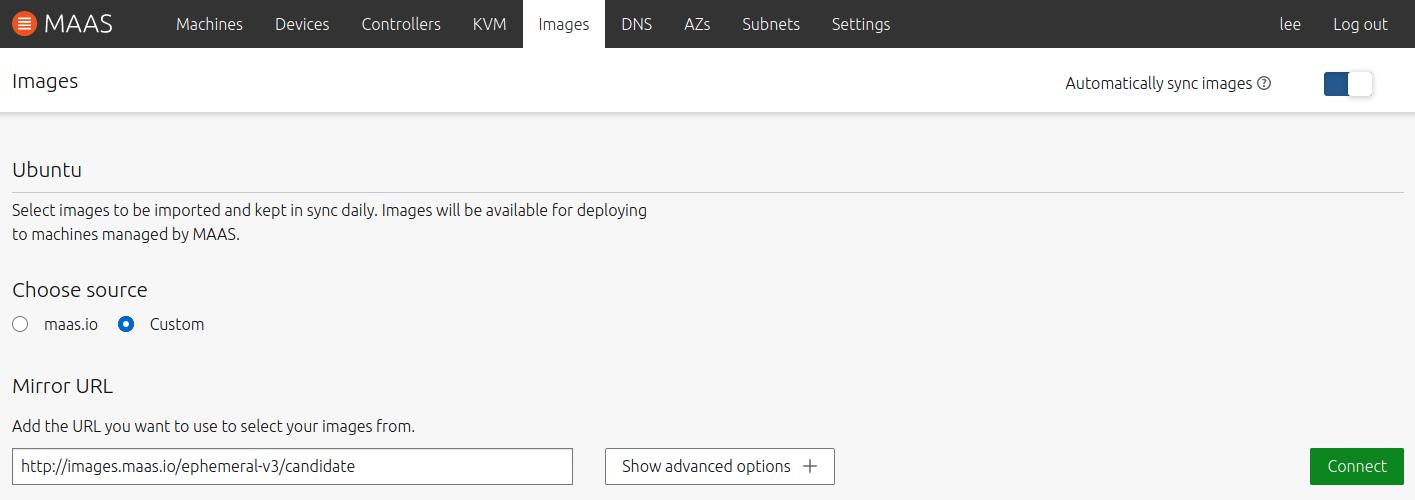 MAAS Machines Devices Controllers KVM Images DNS AZs Subnets Settings lee Log out
Images Automatically sync images
Ubuntu
Select images to be imported and kept in sync daily. Images will be available for deploying
to machines managed by MAAS.
Choose source
maas.io Custom
Mirror URL
Add the URL you want to use to select your images from.
http://images.maas.io/ephemeral-v3/candidate Show advanced options + Connect